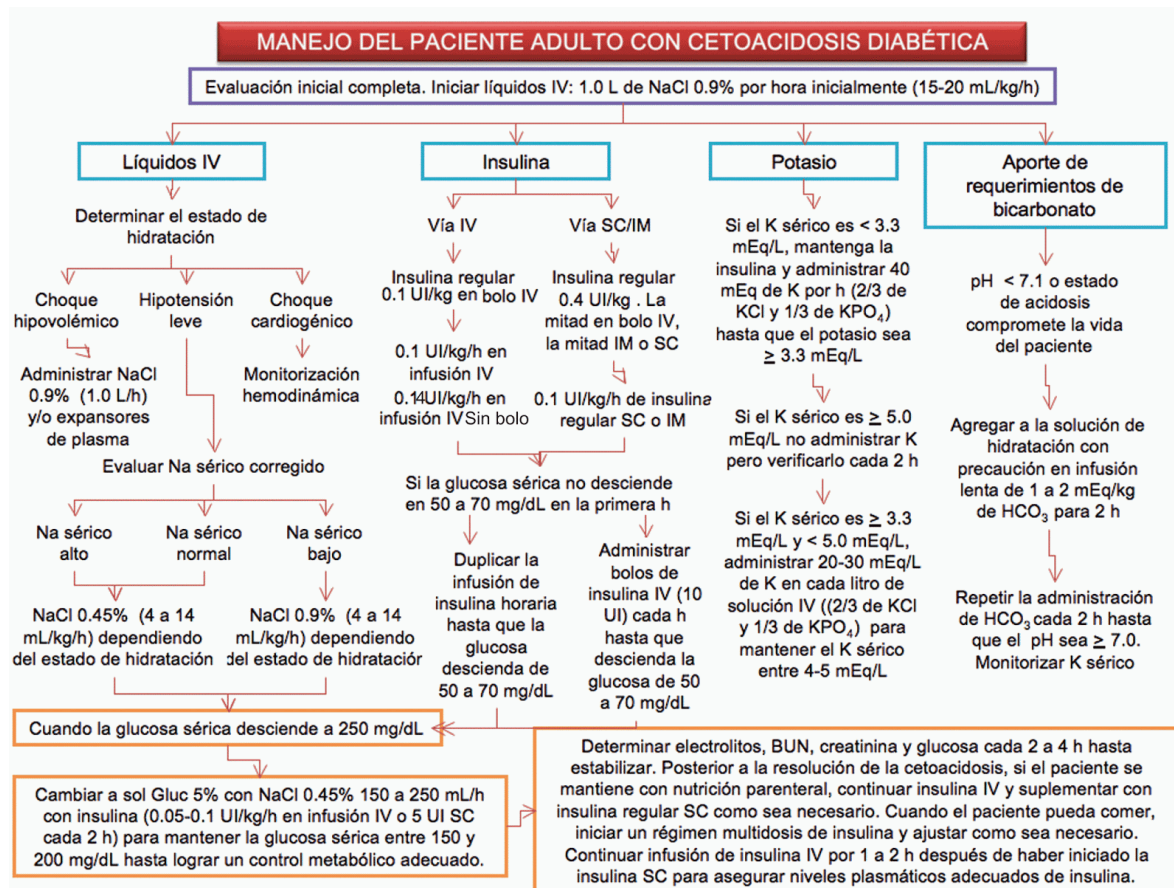 MANEJO DEL PACIENTE ADULTO CON CETOACIDOSIS DIABÉTICA
Evaluación inicial completa. Iniciar líquidos IV: 1.0 L de NaCl 0.9% por hora inicialmente (15-20 mL/kg/h)
Líquidos IV
Determinar el estado de
hidratación
Choque
hipovolémico
Hipotensión
leve
Choque
cardiogénico
Administrar NaCl
0.9% (1.0 L/h)
y/o expansores
de plasma
Monitorización
hemodinámica
Evaluar Na sérico corregido
Na sérico
alto
Na sérico
normal
Na sérico
bajo
NaCl 0.45% (4 a 14
mL/kg/h) dependiendo
del estado de hidratación
NaCl 0.9% (4 a 14
mL/kg/h) dependiendo
del estado de hidratación
Insulina
Vía IV
Insulina regular
0.1 UI/kg en bolo IV
0.1 UI/kg/h en
infusión IV
0.14UI/kg/h en
infusión IV Sin bolo
Vía SC/IM
Insulina regular
0.4 UI/kg . La
mitad en bolo IV,
la mitad IM o SC
0.1 UI/kg/h de insulina
regular SC o IM
Si la glucosa sérica no desciende
en 50 a 70 mg/dL en la primera h
Duplicar la
infusión de
insulina horaria
hasta que la
glucosa
descienda de
50 a 70 mg/dL
Administrar
bolos de
insulina IV (10
UI) cada h
hasta que
descienda la
glucosa de 50
a 70 mg/dL
Potasio
Si el K sérico es < 3.3
mEq/L, mantenga la
insulina y administrar 40
mEq de K por h (2/3 de
KCl y 1/3 de KPO4)
hasta que el potasio sea
≥ 3.3 mEq/L
Si el K sérico es ≥ 5.0
mEq/L no administrar K
pero verificarlo cada 2 h
Si el K sérico es ≥ 3.3
mEq/L y < 5.0 mEq/L,
administrar 20-30 mEq/L
de K en cada litro de
solución IV ((2/3 de KCl
y 1/3 de KPO4) para
mantener el K sérico
entre 4-5 mEq/L
Aporte de
requerimientos de
bicarbonato
pH < 7.1 o estado
de acidosis
compromete la vida
del paciente
Agregar a la solución de
hidratación con
precaución en infusión
lenta de 1 a 2 mEq/kg
de HCO3 para 2 h
Repetir la administración
de HCO3 cada 2 h hasta
que el pH sea ≥ 7.0.
Monitorizar K sérico
Cuando la glucosa sérica desciende a 250 mg/dL
Cambiar a sol Gluc 5% con NaCl 0.45% 150 a 250 mL/h
con insulina (0.05-0.1 UI/kg/h en infusión IV o 5 UI SC
cada 2 h) para mantener la glucosa sérica entre 150 y
y 200 mg/dL hasta lograr un control metabólico adecuado.
Determinar electrolitos, BUN, creatinina y glucosa cada 2 a 4 h hasta
estabilizar. Posterior a la resolución de la cetoacidosis, si el paciente se
mantiene con nutrición parenteral, continuar insulina IV y suplementar con
insulina regular SC como sea necesario. Cuando el paciente pueda comer,
iniciar un régimen multidosis de insulina y ajustar como sea necesario.
Continuar infusión de insulina IV por 1 a 2 h después de haber iniciado la
insulina SC para asegurar niveles plasmáticos adecuados de insulina.